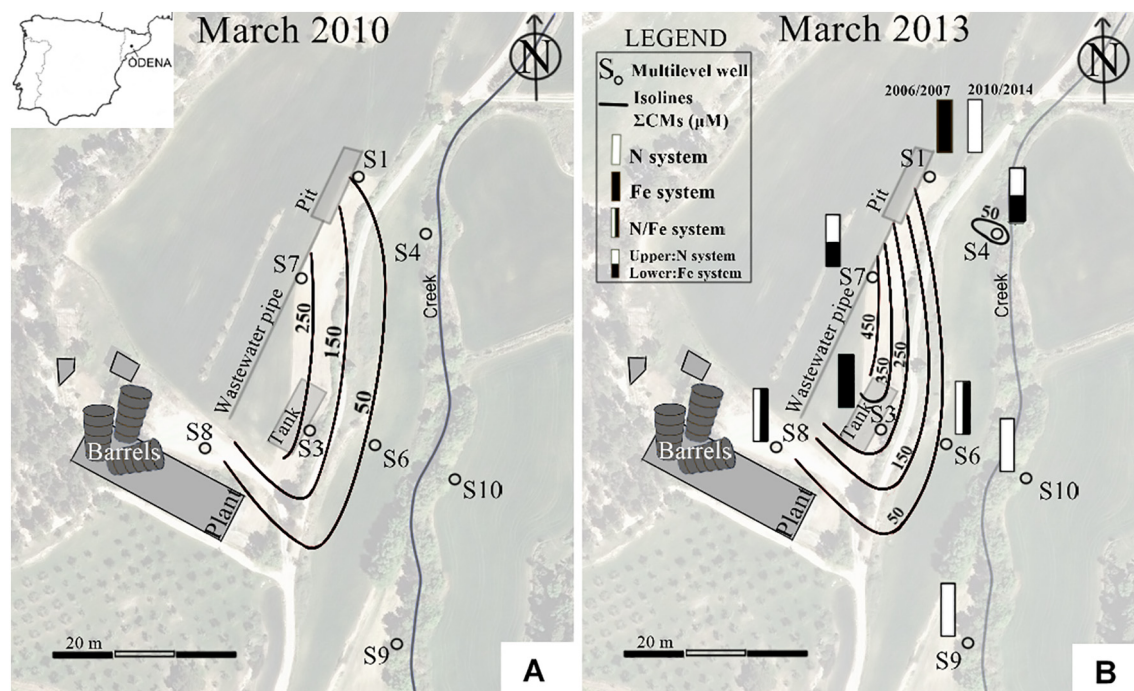 March 2010
N
ODENA
S1
Pit
S4
S7
Creek
Wastewater pipe
250
150
50
Tank
S8
S3
S6
Barrels
S10
Plant
20 m
S9
A
March 2013
N
LEGEND
S Multilevel well
Isolines
ΣCMs (µM)
N system
Fe system
N/Fe system
Upper:N system
Lower:Fe system
2006/2007
2010/2014
S1
Pit
50
S4
S7
Creek
Wastewater pipe
450
350
250
Tank
S3
S8
150
S6
Barrels
S10
Plant
50
20 m
S9
B